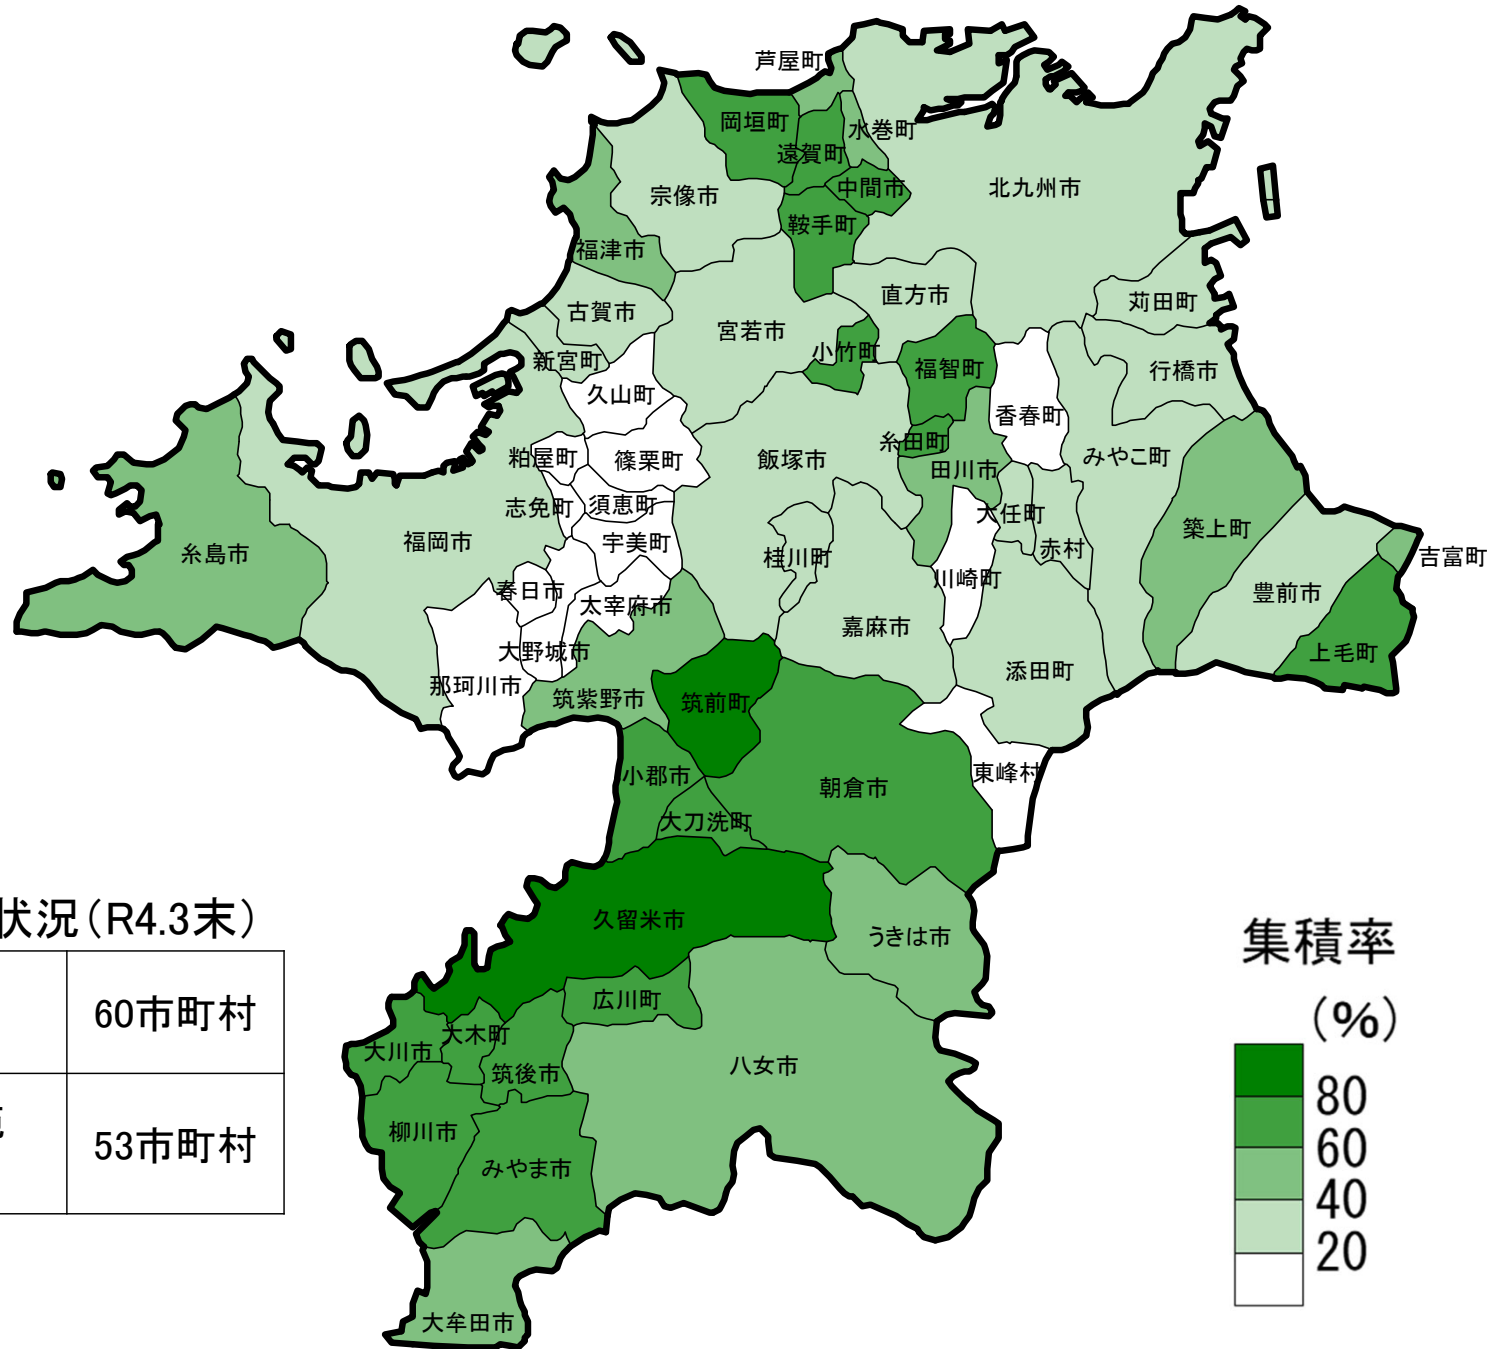 芦屋町
岡垣町
水巻町
遠賀町
中間市
北九州市
宗像市
鞍手町
福津市
直方市
苅田町
古賀市
宮若市
小竹町
新宮町
福智町
行橋市
久山町
香春町
糸田町
みやこ町
粕屋町
篠栗町
飯塚市
田川市
志免町
須恵町
大任町
築上町
福岡市
宇美町
赤村
糸島市
桂川町
吉富町
春日市
川崎町
豊前市
太宰府市
嘉麻市
大野城市
上毛町
那珂川市
添田町
筑紫野市
筑前町
小郡市
東峰村
朝倉市
大刀洗町
久留米市
うきは市
広川町
大木町
大川市
筑後市
八女市
柳川市
みやま市
大牟田市
状況(R4.3末)
60市町村
53市町村
集積率
(%)
80
60
40
20